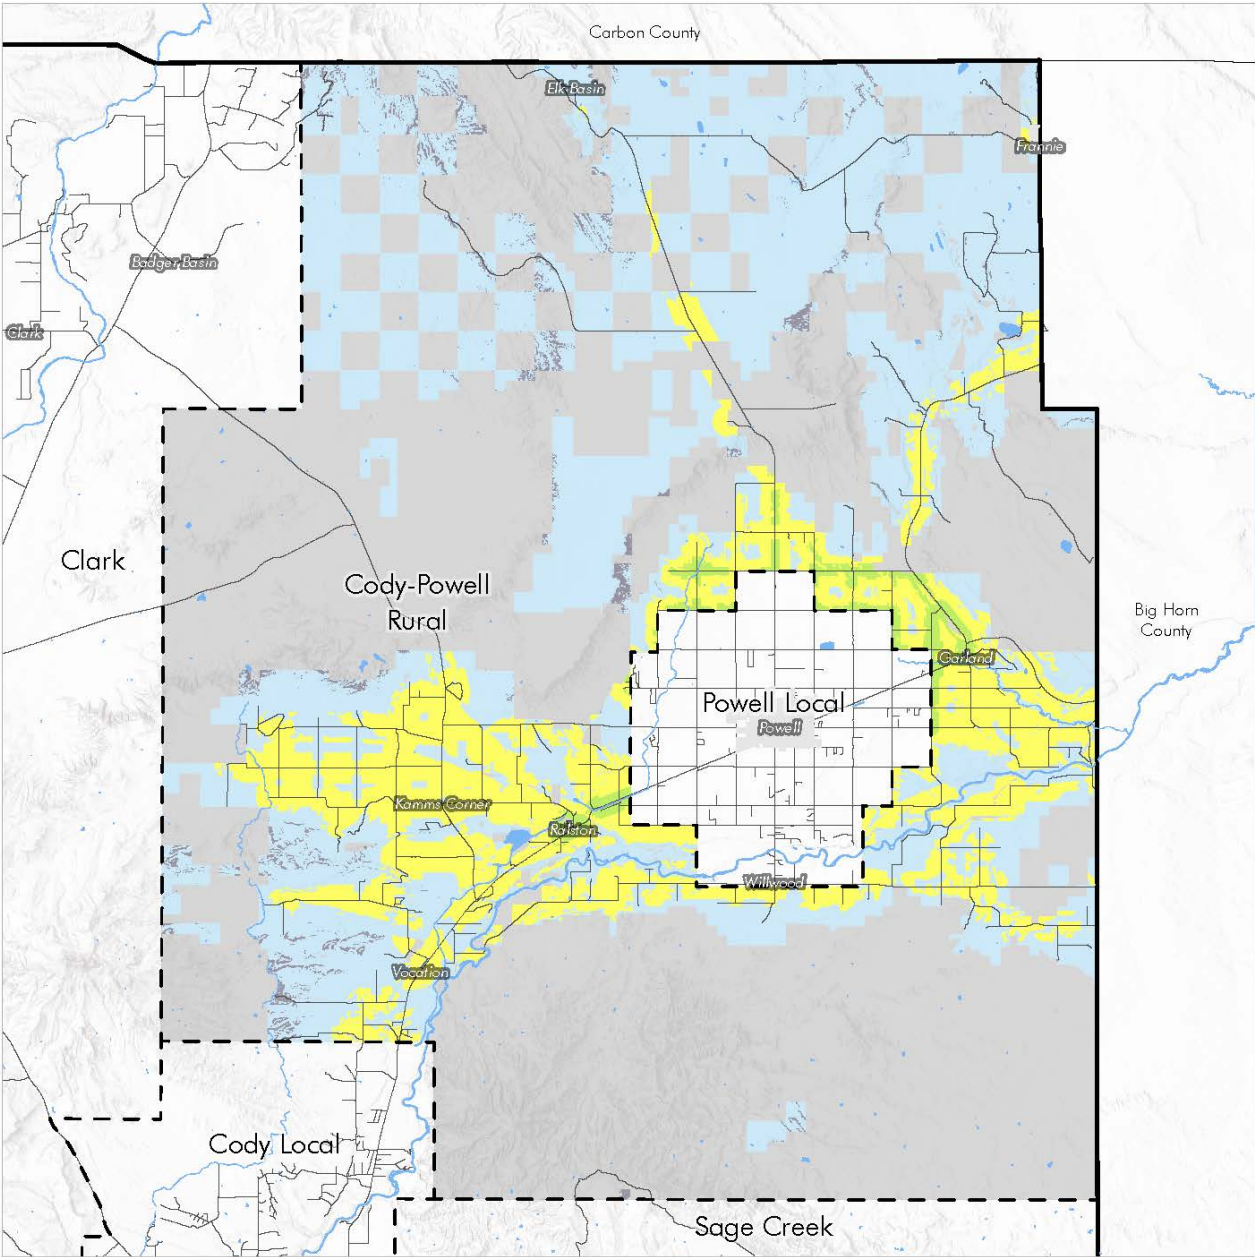 Carbon County
Elk Basin
Frannie
Badger Basin
Clark
Clark
Cody-Powell
Rural
Big Horn
County
Garland
Powell Local
Powell
Kamms Corner
Ralston
Willwood
Vocation
Cody Local
Sage Creek